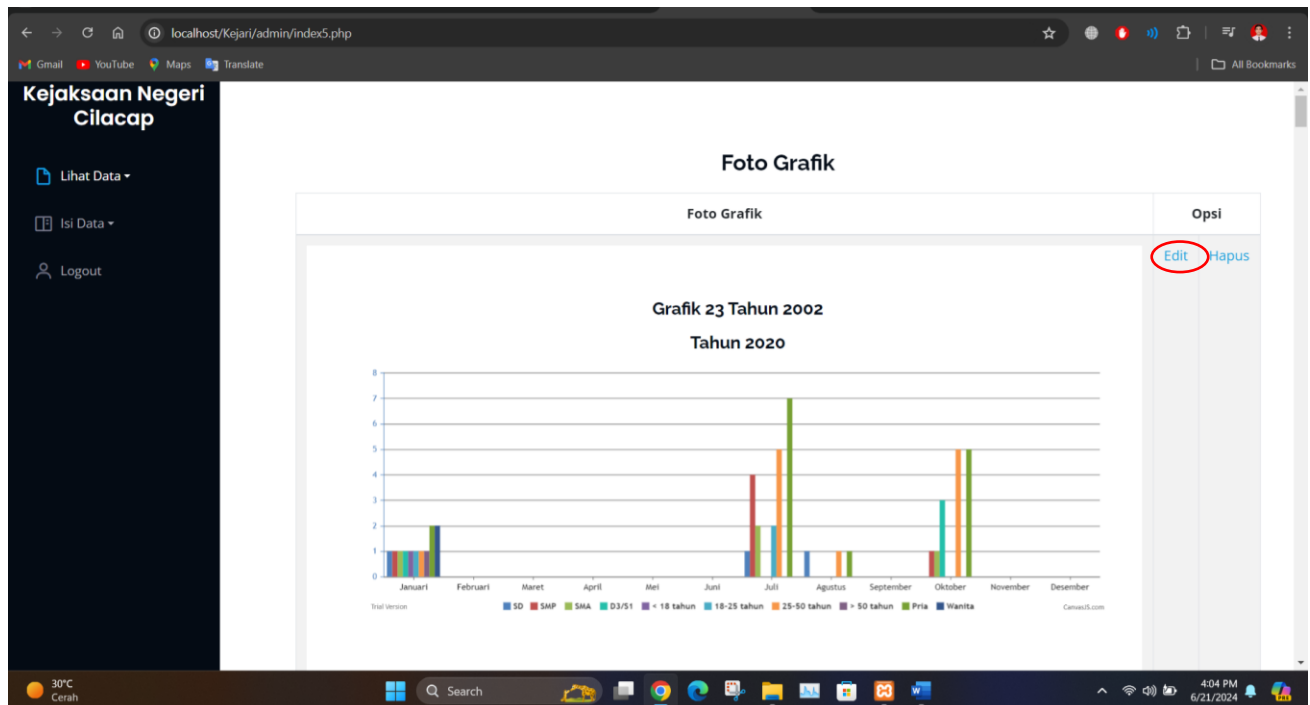 localhost/Kejari/admin/index5.php
Gmail YouTube Maps Translate All Bookmarks
Kejaksaan Negeri
Cilacap
Lihat Data
Isi Data
Logout
Foto Grafik
Foto Grafik Opsi
Edit Hapus
Grafik 23 Tahun 2002
Tahun 2020
8
7
6
5
4
3
2
1
0
Januari Februari Maret April Mei Juni Juli Agustus September Oktober November Desember
Trial Version SD SMP SMA D3/S1 < 18 tahun 18-25 tahun 25-50 tahun > 50 tahun Pria Wanita CanvasJS.com
30°C
Cerah
Search
4:04 PM
6/21/2024